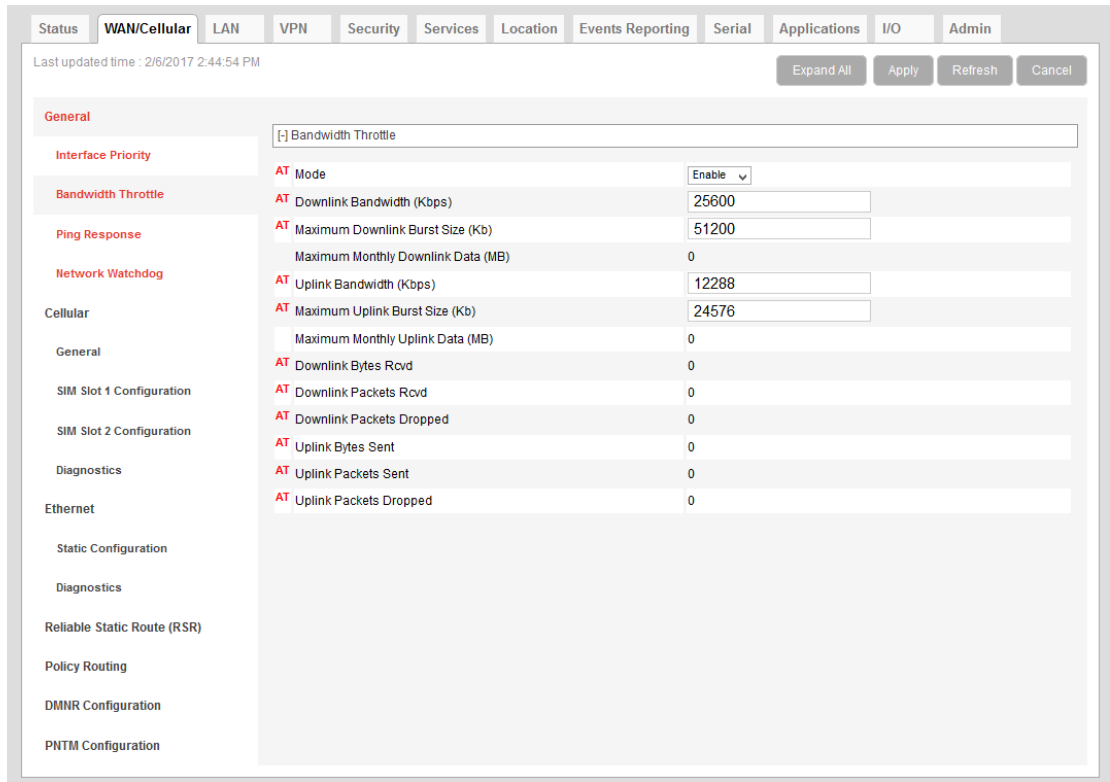 Status WAN/Cellular LAN VPN Security Services Location Events Reporting Serial Applications I/O Admin
Last updated time : 2/6/2017 2:44:54 PM
Expand All Apply Refresh Cancel
General
Interface Priority
Bandwidth Throttle
Ping Response
Network Watchdog
Cellular
General
SIM Slot 1 Configuration
SIM Slot 2 Configuration
Diagnostics
Ethernet
Static Configuration
Diagnostics
Reliable Static Route (RSR)
Policy Routing
DMNR Configuration
PNTM Configuration
[-] Bandwidth Throttle
AT Mode Enable
AT Downlink Bandwidth (Kbps) 25600
AT Maximum Downlink Burst Size (Kb) 51200
Maximum Monthly Downlink Data (MB) 0
AT Uplink Bandwidth (Kbps) 12288
AT Maximum Uplink Burst Size (Kb) 24576
Maximum Monthly Uplink Data (MB) 0
AT Downlink Bytes Rcvd 0
AT Downlink Packets Rcvd 0
AT Downlink Packets Dropped 0
AT Uplink Bytes Sent 0
AT Uplink Packets Sent 0
AT Uplink Packets Dropped 0